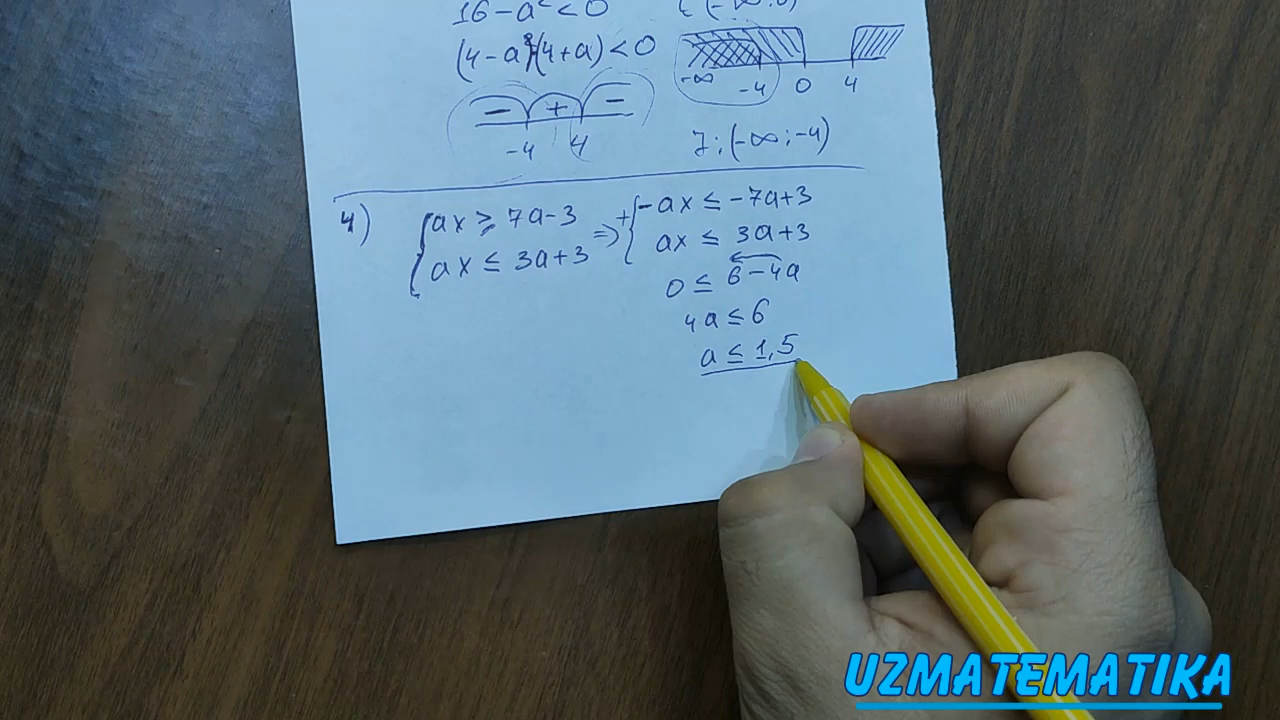 16-a²<0
(4-a)(4+a)<0
- + -
-4 4
-∞ -4 0 4
J: (-∞; -4)
4) {ax ≥ 7a-3 => + {-ax ≤ -7a+3
ax ≤ 3a+3 ax ≤ 3a+3
0 ≤ 6-4a
4a ≤ 6
a ≤ 1,5
UZMATEMATIKA